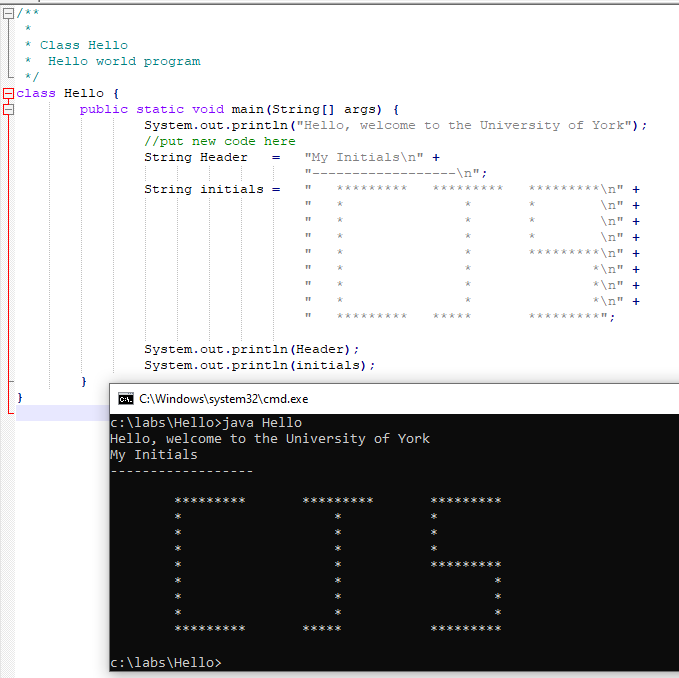 /**
 *
 * Class Hello
 *  Hello world program
 */
class Hello {
        public static void main(String[] args) {
                System.out.println("Hello, welcome to the University of York");
                //put new code here
                String Header   =   "My Initials\n" +
                                    "------------------\n";
                String initials =   "   *********   *********   *********\n" +
                                    "   *               *       *        \n" +
                                    "   *               *       *        \n" +
                                    "   *               *       *        \n" +
                                    "   *               *       *********\n" +
                                    "   *               *               *\n" +
                                    "   *               *               *\n" +
                                    "   *               *               *\n" +
                                    "   *********   *****       *********";

                System.out.println(Header);
                System.out.println(initials);
        }
}
C:\Windows\system32\cmd.exe
c:\labs\Hello>java Hello
Hello, welcome to the University of York
My Initials
------------------

        *********       *********       *********
        *                   *           *
        *                   *           *
        *                   *           *
        *                   *           *********
        *                   *                   *
        *                   *                   *
        *                   *                   *
        *********       *****           *********

c:\labs\Hello>